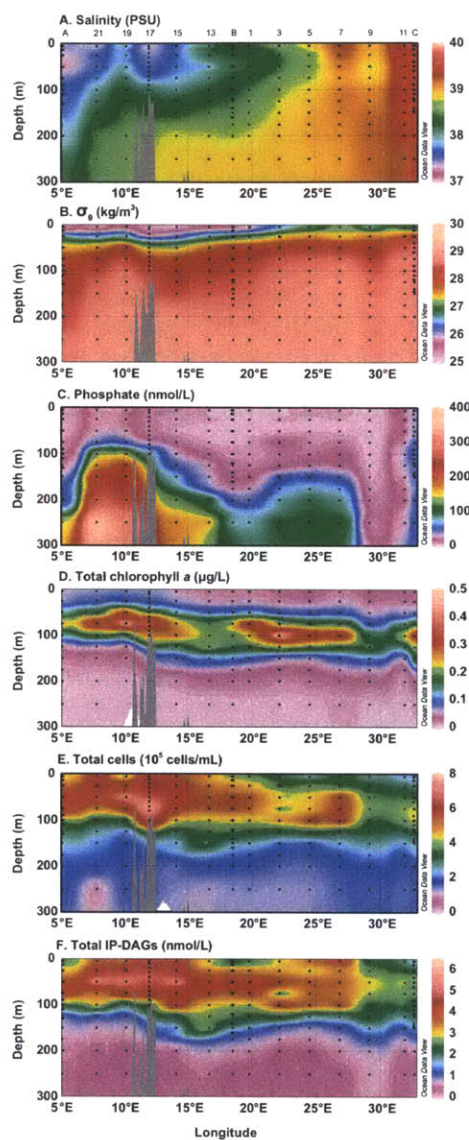 A. Salinity (PSU)
A 21 19 17 15 13 B 1 3 5 7 9 11 C
Depth (m)
0
100
200
300
5°E 10°E 15°E 20°E 25°E 30°E
40
39
38
37
Ocean Data View
B. σθ (kg/m³)
Depth (m)
0
100
200
300
5°E 10°E 15°E 20°E 25°E 30°E
30
29
28
27
26
25
Ocean Data View
C. Phosphate (nmol/L)
Depth (m)
0
100
200
300
5°E 10°E 15°E 20°E 25°E 30°E
400
300
200
100
0
Ocean Data View
D. Total chlorophyll a (µg/L)
Depth (m)
0
100
200
300
5°E 10°E 15°E 20°E 25°E 30°E
0.5
0.4
0.3
0.2
0.1
0
Ocean Data View
E. Total cells (10⁵ cells/mL)
Depth (m)
0
100
200
300
5°E 10°E 15°E 20°E 25°E 30°E
8
6
4
2
0
Ocean Data View
F. Total IP-DAGs (nmol/L)
Depth (m)
0
100
200
300
5°E 10°E 15°E 20°E 25°E 30°E
6
5
4
3
2
1
0
Ocean Data View
Longitude